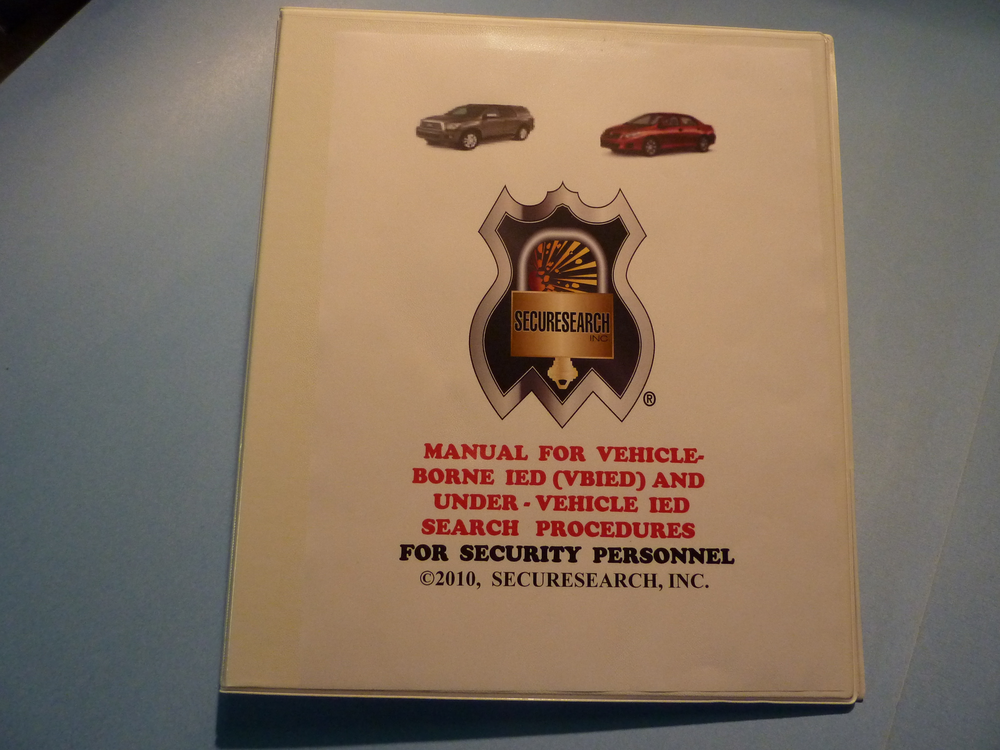 SECURESEARCH
INC
®
MANUAL FOR VEHICLE-
BORNE IED (VBIED) AND
UNDER - VEHICLE IED
SEARCH PROCEDURES
FOR SECURITY PERSONNEL
©2010, SECURESEARCH, INC.